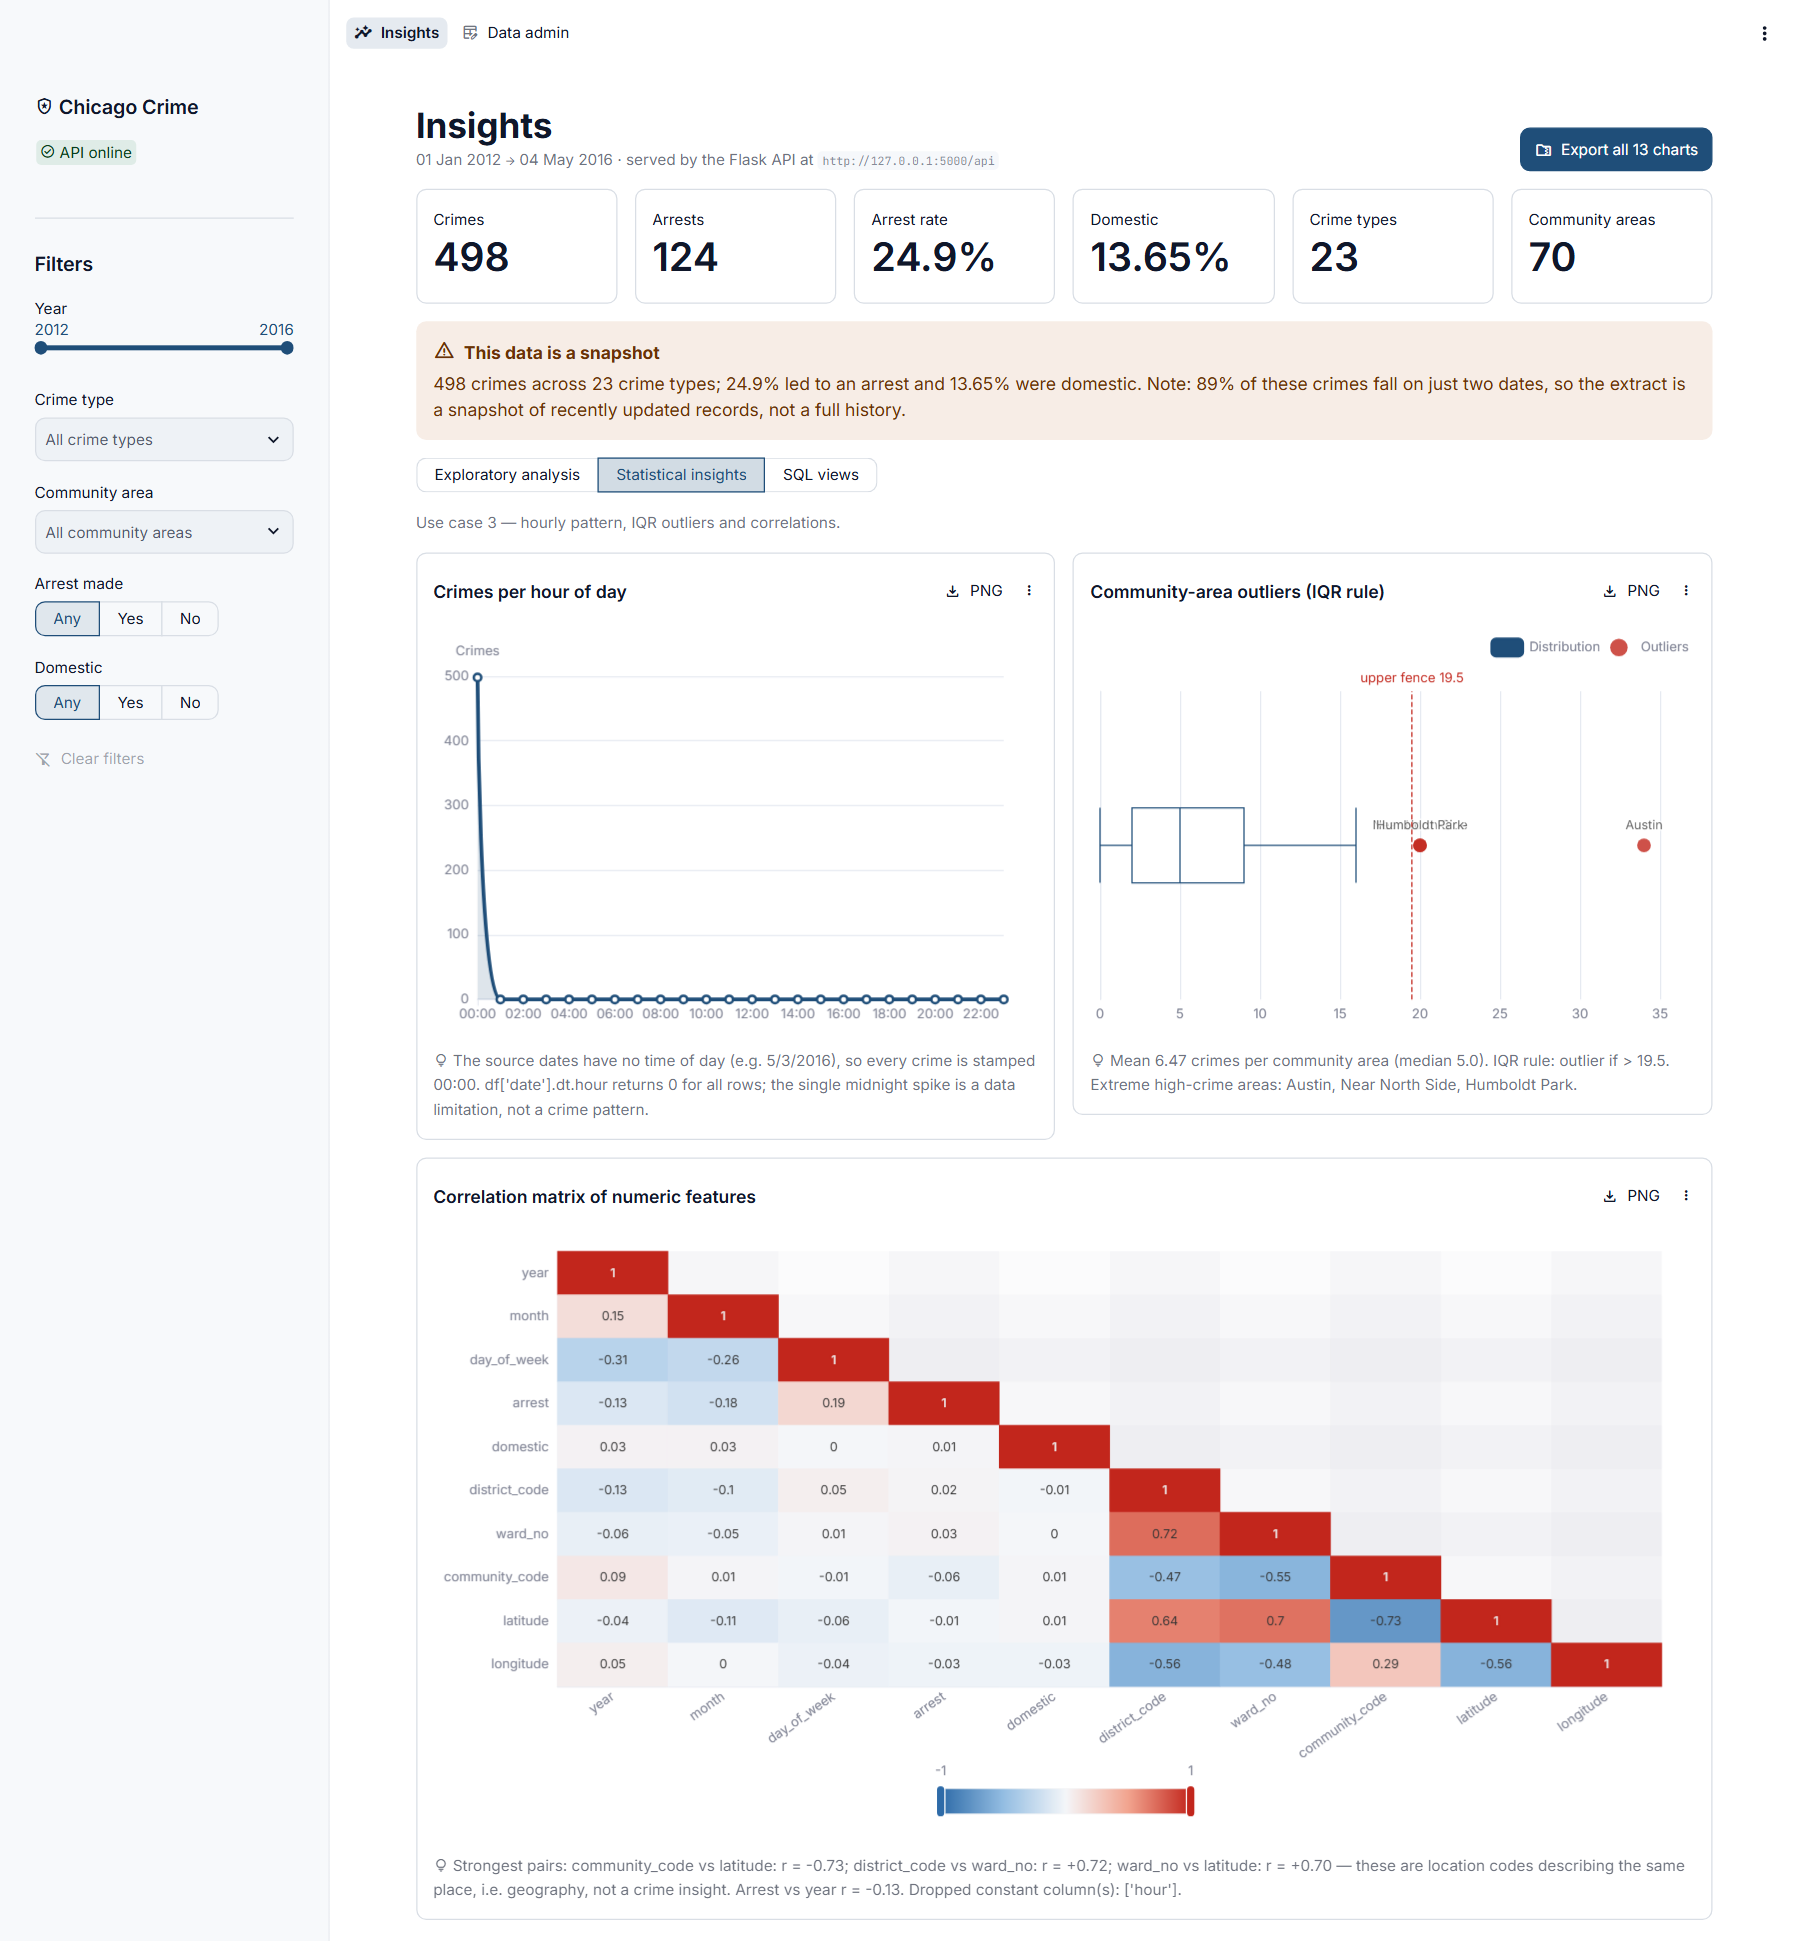 Insights
Data admin
Chicago Crime
API online
Filters
Year
2012 2016
Crime type
All crime types
Community area
All community areas
Arrest made
Any Yes No
Domestic
Any Yes No
Clear filters
Insights
01 Jan 2012 → 04 May 2016 · served by the Flask API at http://127.0.0.1:5000/api
Export all 13 charts
Crimes
498
Arrests
124
Arrest rate
24.9%
Domestic
13.65%
Crime types
23
Community areas
70
This data is a snapshot
498 crimes across 23 crime types; 24.9% led to an arrest and 13.65% were domestic. Note: 89% of these crimes fall on just two dates, so the extract is
a snapshot of recently updated records, not a full history.
Exploratory analysis Statistical insights SQL views
Use case 3 — hourly pattern, IQR outliers and correlations.
Crimes per hour of day
PNG
Crimes
500
400
300
200
100
0
00:00 02:00 04:00 06:00 08:00 10:00 12:00 14:00 16:00 18:00 20:00 22:00
The source dates have no time of day (e.g. 5/3/2016), so every crime is stamped
00:00. df['date'].dt.hour returns 0 for all rows; the single midnight spike is a data
limitation, not a crime pattern.
Community-area outliers (IQR rule)
PNG
Distribution Outliers
upper fence 19.5
Humboldt Park
Austin
0 5 10 15 20 25 30 35
Mean 6.47 crimes per community area (median 5.0). IQR rule: outlier if > 19.5.
Extreme high-crime areas: Austin, Near North Side, Humboldt Park.
Correlation matrix of numeric features
PNG
year 1
month 0.15 1
day_of_week -0.31 -0.26 1
arrest -0.13 -0.18 0.19 1
domestic 0.03 0.03 0 0.01 1
district_code -0.13 -0.1 0.05 0.02 -0.01 1
ward_no -0.06 -0.05 0.01 0.03 0 0.72 1
community_code 0.09 0.01 -0.01 -0.06 0.01 -0.47 -0.55 1
latitude -0.04 -0.11 -0.06 -0.01 0.01 0.64 0.7 -0.73 1
longitude 0.05 0 -0.04 -0.03 -0.03 -0.56 -0.48 0.29 -0.56 1
year month day_of_week arrest domestic district_code ward_no community_code latitude longitude
-1 1
Strongest pairs: community_code vs latitude: r = -0.73; district_code vs ward_no: r = +0.72; ward_no vs latitude: r = +0.70 — these are location codes describing the same
place, i.e. geography, not a crime insight. Arrest vs year r = -0.13. Dropped constant column(s): ['hour'].